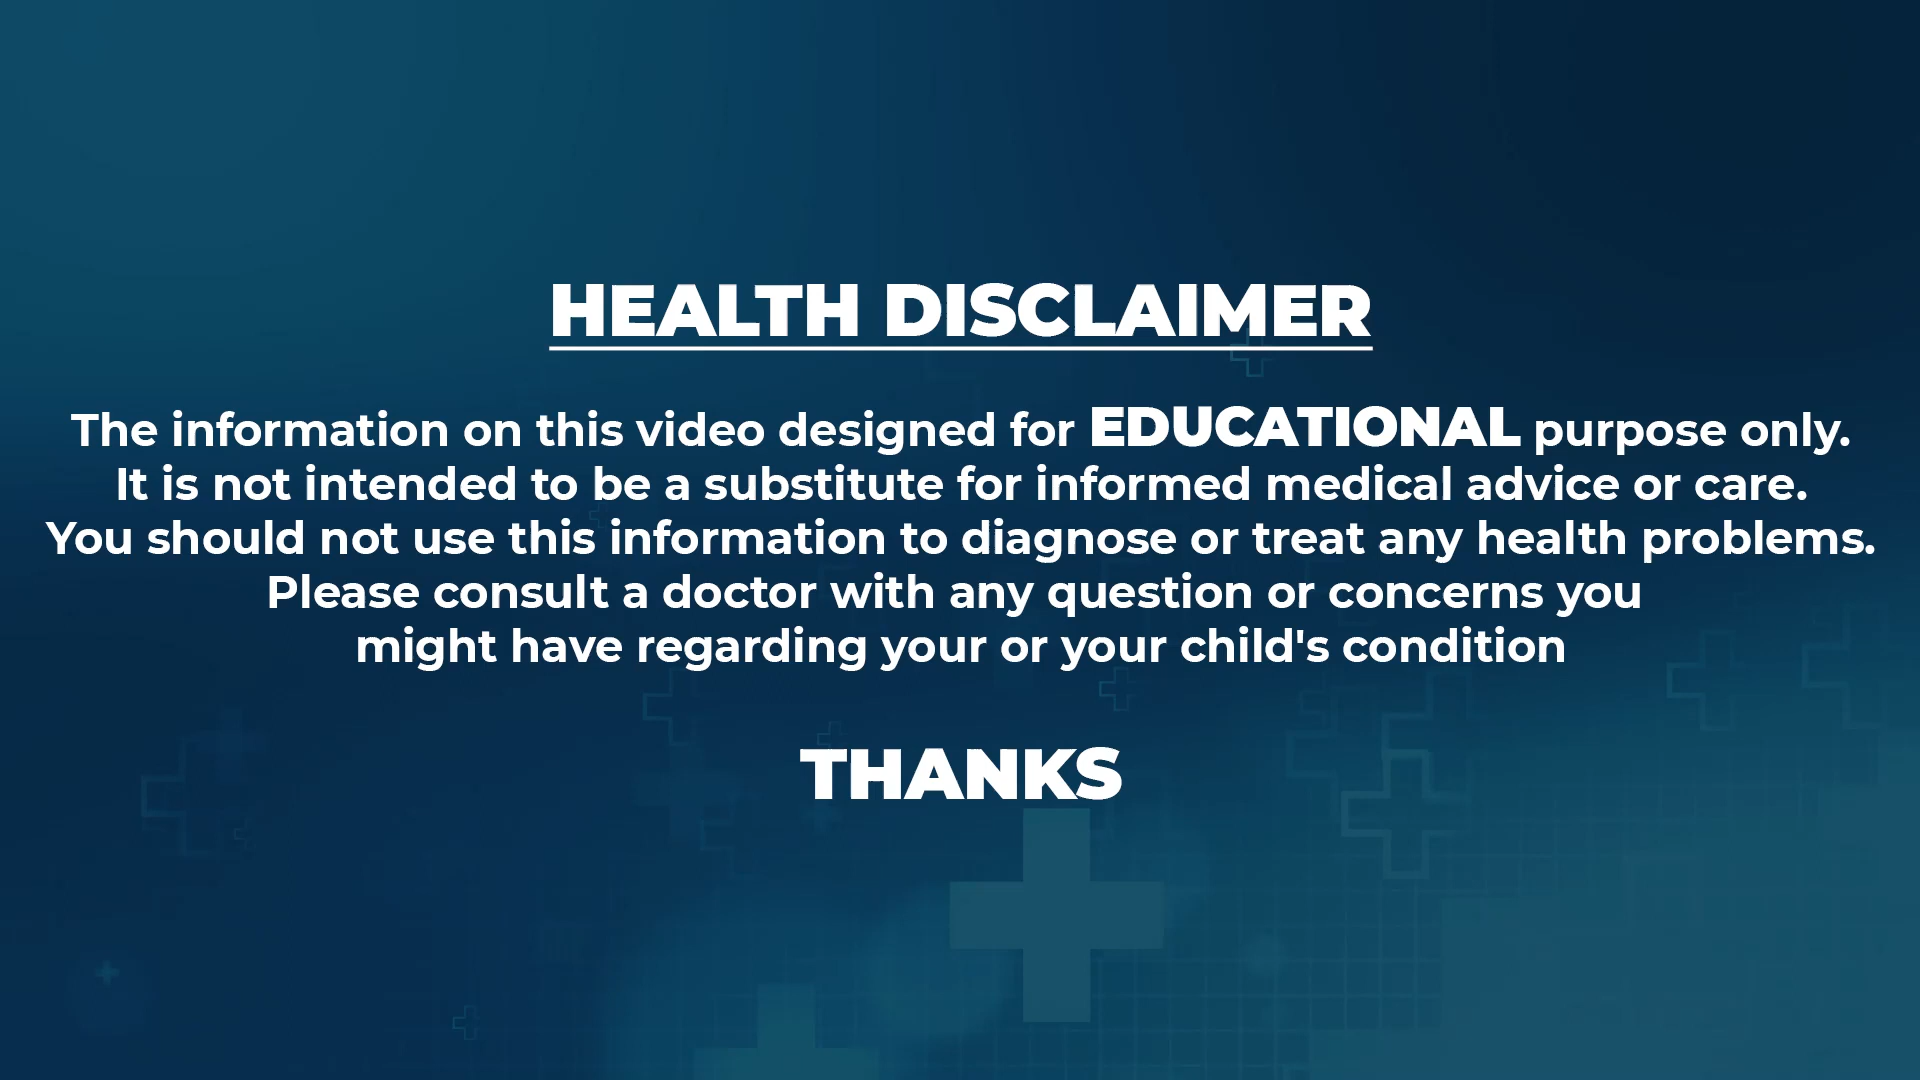 HEALTH DISCLAIMER
The information on this video designed for EDUCATIONAL purpose only.
It is not intended to be a substitute for informed medical advice or care.
You should not use this information to diagnose or treat any health problems.
Please consult a doctor with any question or concerns you
might have regarding your or your child's condition
THANKS